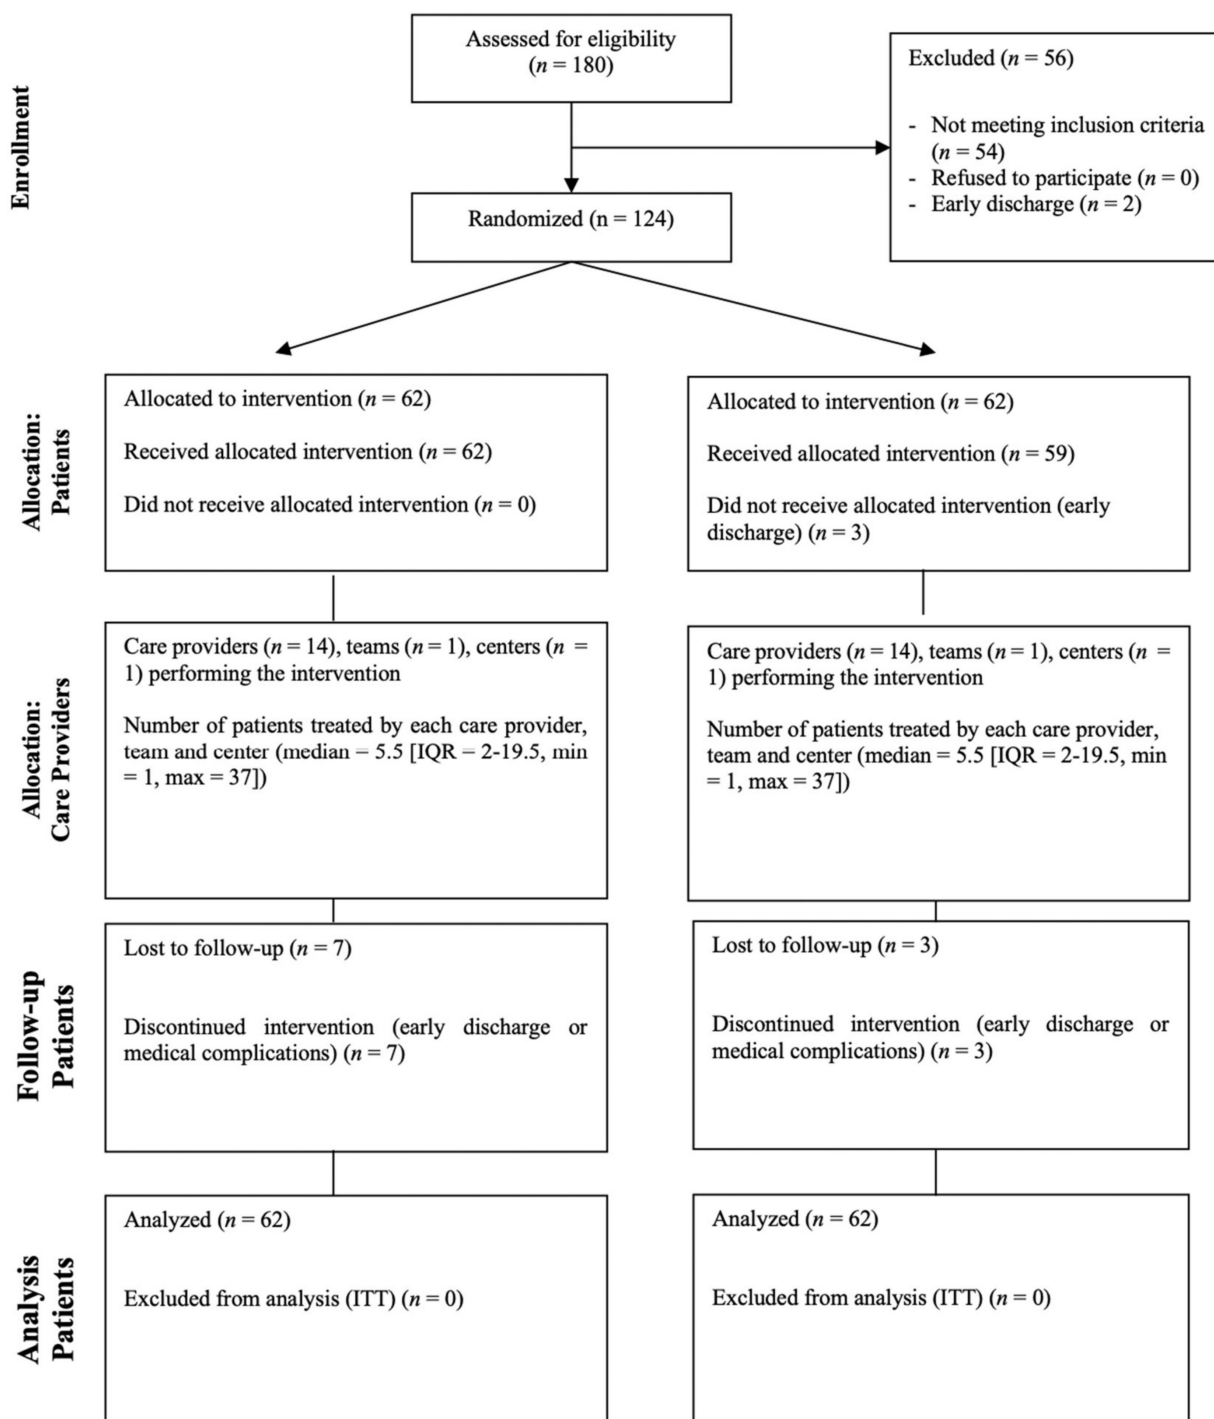 Enrollment
Assessed for eligibility
(n = 180)
Excluded (n = 56)
- Not meeting inclusion criteria
(n = 54)
- Refused to participate (n = 0)
- Early discharge (n = 2)
Randomized (n = 124)
Allocation:
Patients
Allocated to intervention (n = 62)
Received allocated intervention (n = 62)
Did not receive allocated intervention (n = 0)
Allocated to intervention (n = 62)
Received allocated intervention (n = 59)
Did not receive allocated intervention (early
discharge) (n = 3)
Allocation:
Care Providers
Care providers (n = 14), teams (n = 1), centers (n =
1) performing the intervention
Number of patients treated by each care provider,
team and center (median = 5.5 [IQR = 2-19.5, min
= 1, max = 37])
Care providers (n = 14), teams (n = 1), centers (n =
1) performing the intervention
Number of patients treated by each care provider,
team and center (median = 5.5 [IQR = 2-19.5, min
= 1, max = 37])
Follow-up
Patients
Lost to follow-up (n = 7)
Discontinued intervention (early discharge or
medical complications) (n = 7)
Lost to follow-up (n = 3)
Discontinued intervention (early discharge or
medical complications) (n = 3)
Analysis
Patients
Analyzed (n = 62)
Excluded from analysis (ITT) (n = 0)
Analyzed (n = 62)
Excluded from analysis (ITT) (n = 0)